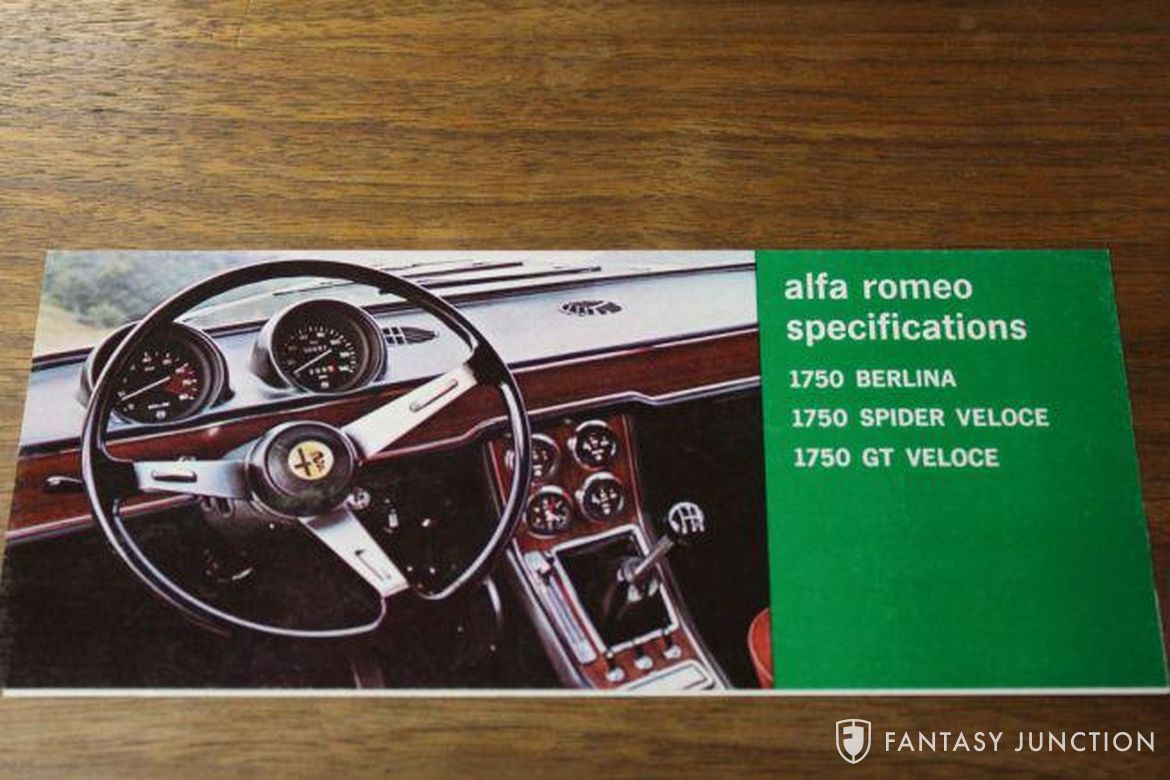 alfa romeo
specifications
1750 BERLINA
1750 SPIDER VELOCE
1750 GT VELOCE
FANTASY JUNCTION